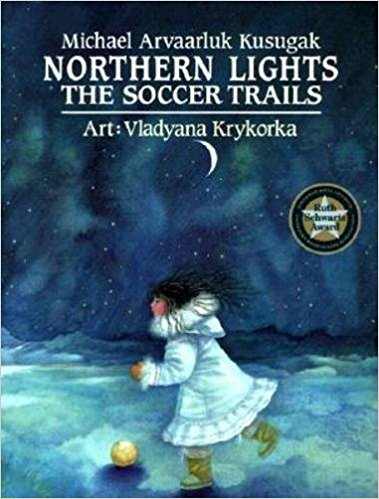 Michael Arvaarluk Kusugak
NORTHERN LIGHTS
THE SOCCER TRAILS
Art: Vladyana Krykorka
Ruth
Schwartz
Award